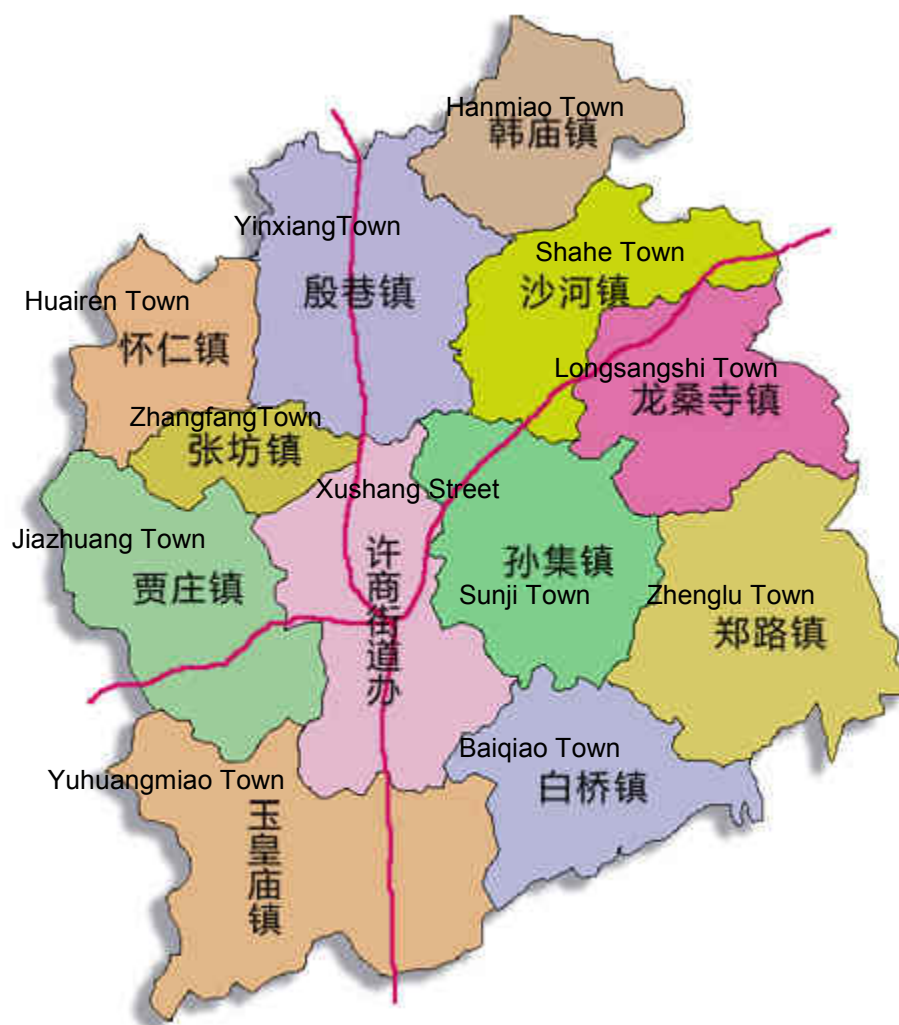 Hanmiao Town
韩庙镇
YinxiangTown
殷巷镇
Shahe Town
沙河镇
Huairen Town
怀仁镇
Longsangshi Town
龙桑寺镇
ZhangfangTown
张坊镇
Xushang Street
许商街道办
Jiazhuang Town
贾庄镇
孙集镇
Sunji Town
Zhenglu Town
郑路镇
Baiqiao Town
白桥镇
Yuhuangmiao Town
玉皇庙镇